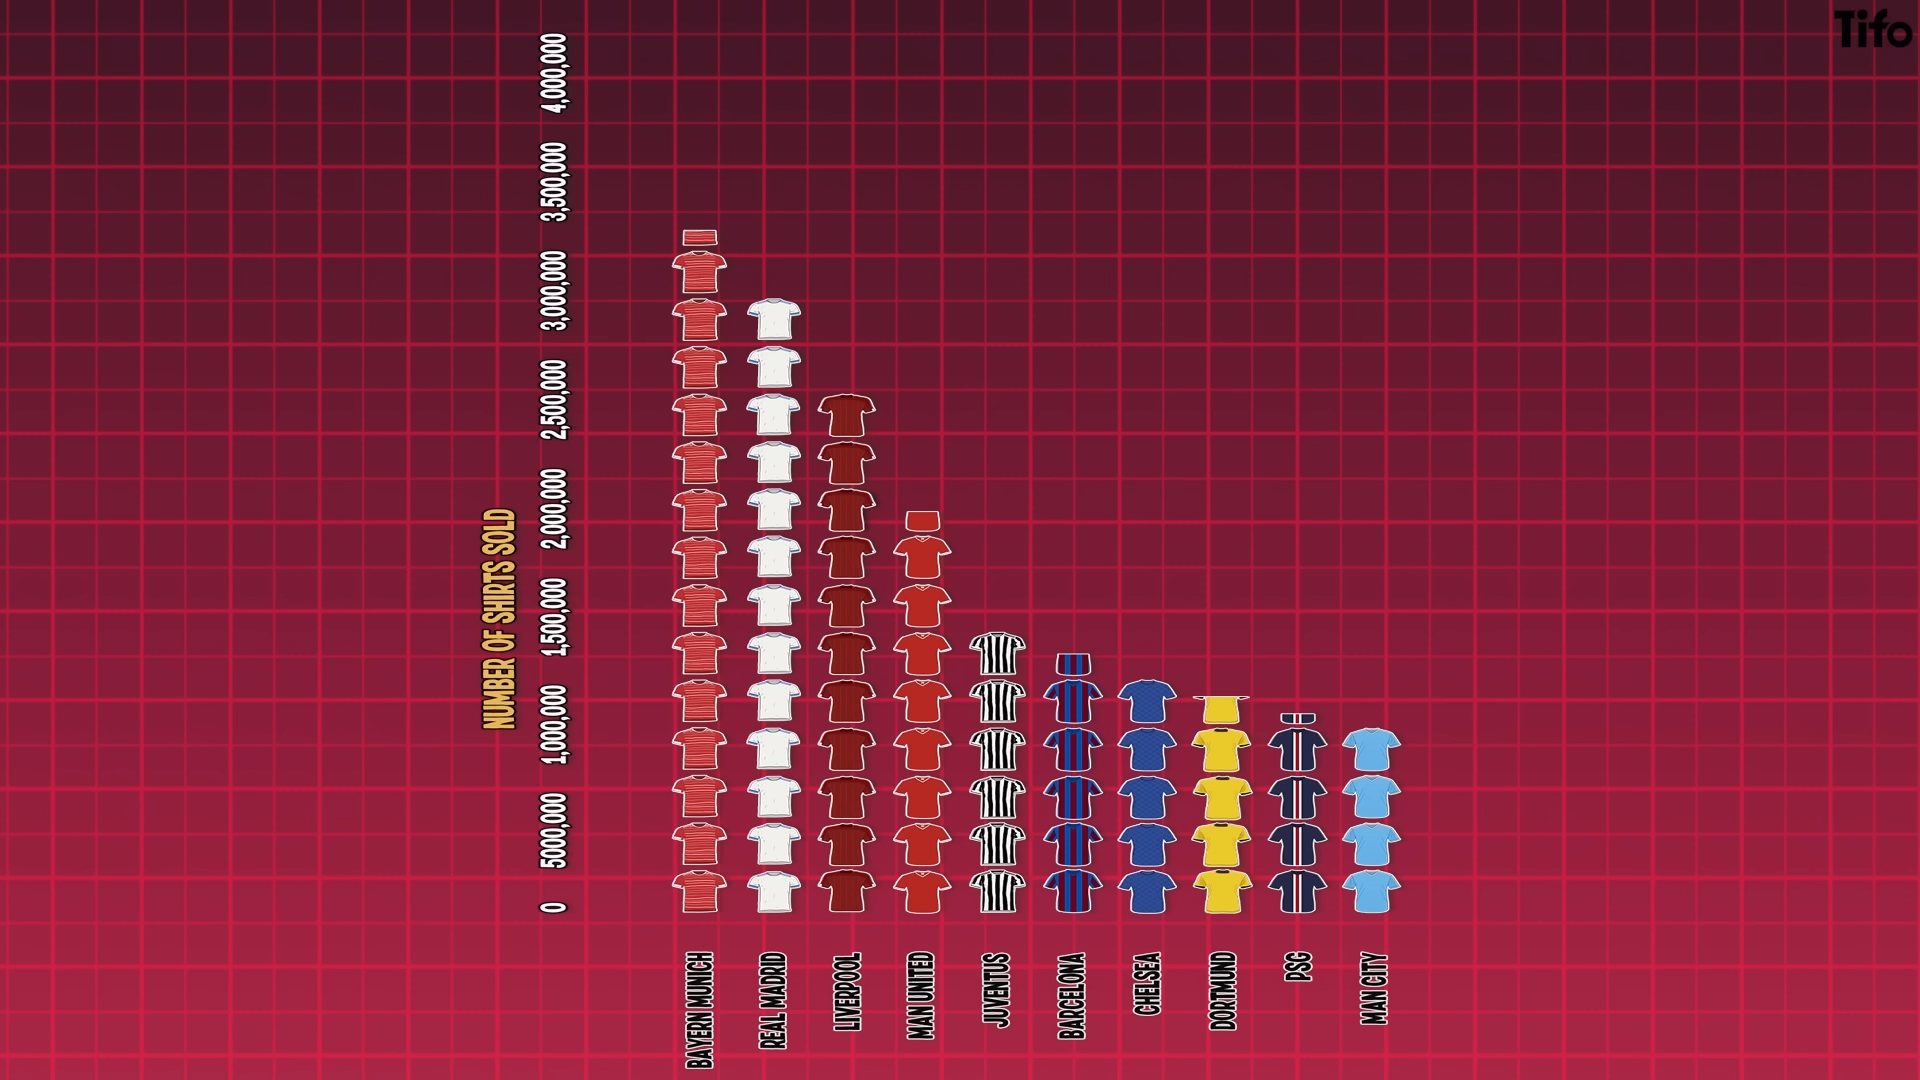 Tifo
NUMBER OF SHIRTS SOLD
4,000,000
3,500,000
3,000,000
2,500,000
2,000,000
1,500,000
1,000,000
5000,000
0
BAYERN MUNICH
REAL MADRID
LIVERPOOL
MAN UNITED
JUVENTUS
BARCELONA
CHELSEA
DORTMUND
PSG
MAN CITY